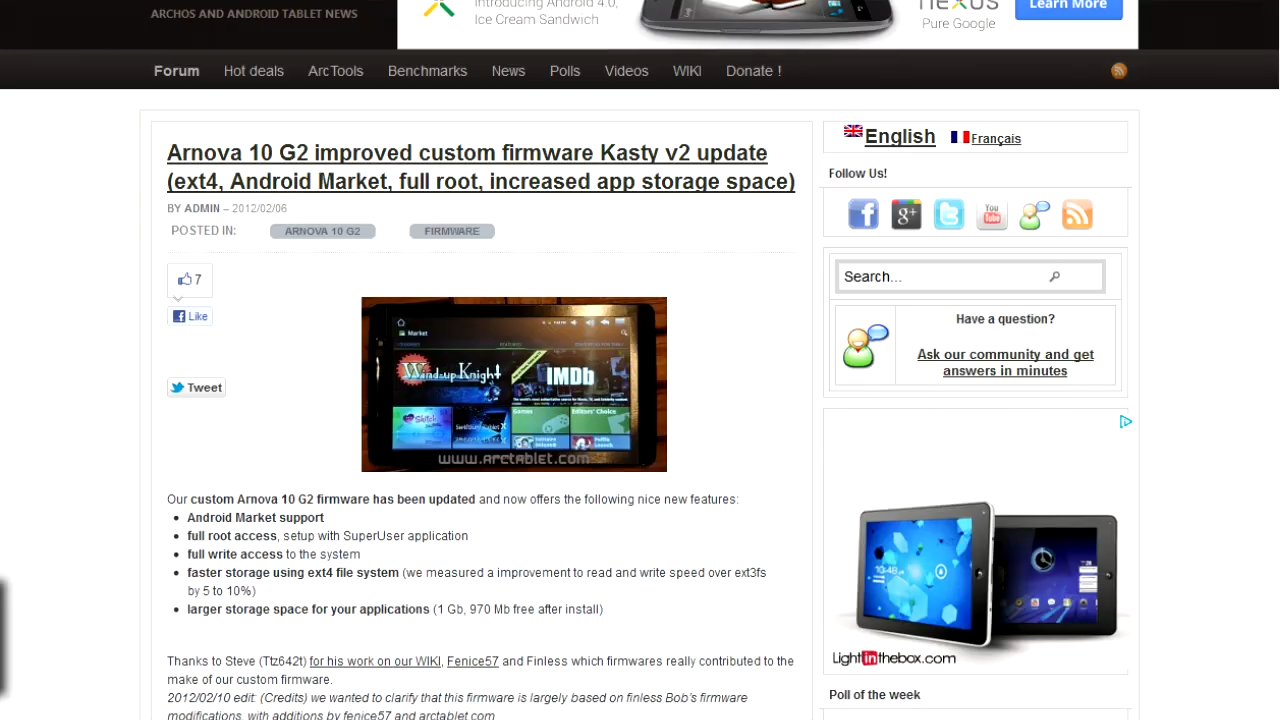 ARCHOS AND ANDROID TABLET NEWS
Introducing Android 4.0,
Ice Cream Sandwich
nexus
Pure Google
Learn More
Forum Hot deals ArcTools Benchmarks News Polls Videos WIKI Donate !
Arnova 10 G2 improved custom firmware Kasty v2 update
(ext4, Android Market, full root, increased app storage space)
BY ADMIN – 2012/02/06
POSTED IN: ARNOVA 10 G2 FIRMWARE
7
Like
Tweet
Market
Wind-up Knight
IMDb
Games
Editors' Choice
www.arctablet.com
Our custom Arnova 10 G2 firmware has been updated and now offers the following nice new features:
Android Market support
full root access, setup with SuperUser application
full write access to the system
faster storage using ext4 file system (we measured a improvement to read and write speed over ext3fs
by 5 to 10%)
larger storage space for your applications (1 Gb, 970 Mb free after install)
Thanks to Steve (Ttz642t) for his work on our WIKI, Fenice57 and Finless which firmwares really contributed to the
make of our custom firmware.
2012/02/10 edit: (Credits) we wanted to clarify that this firmware is largely based on finless Bob's firmware
modifications, with additions by fenice57 and arctablet.com
English Français
Follow Us!
You Tube
Search...
Have a question?
Ask our community and get
answers in minutes
10:48
Lightinthebox.com
Poll of the week